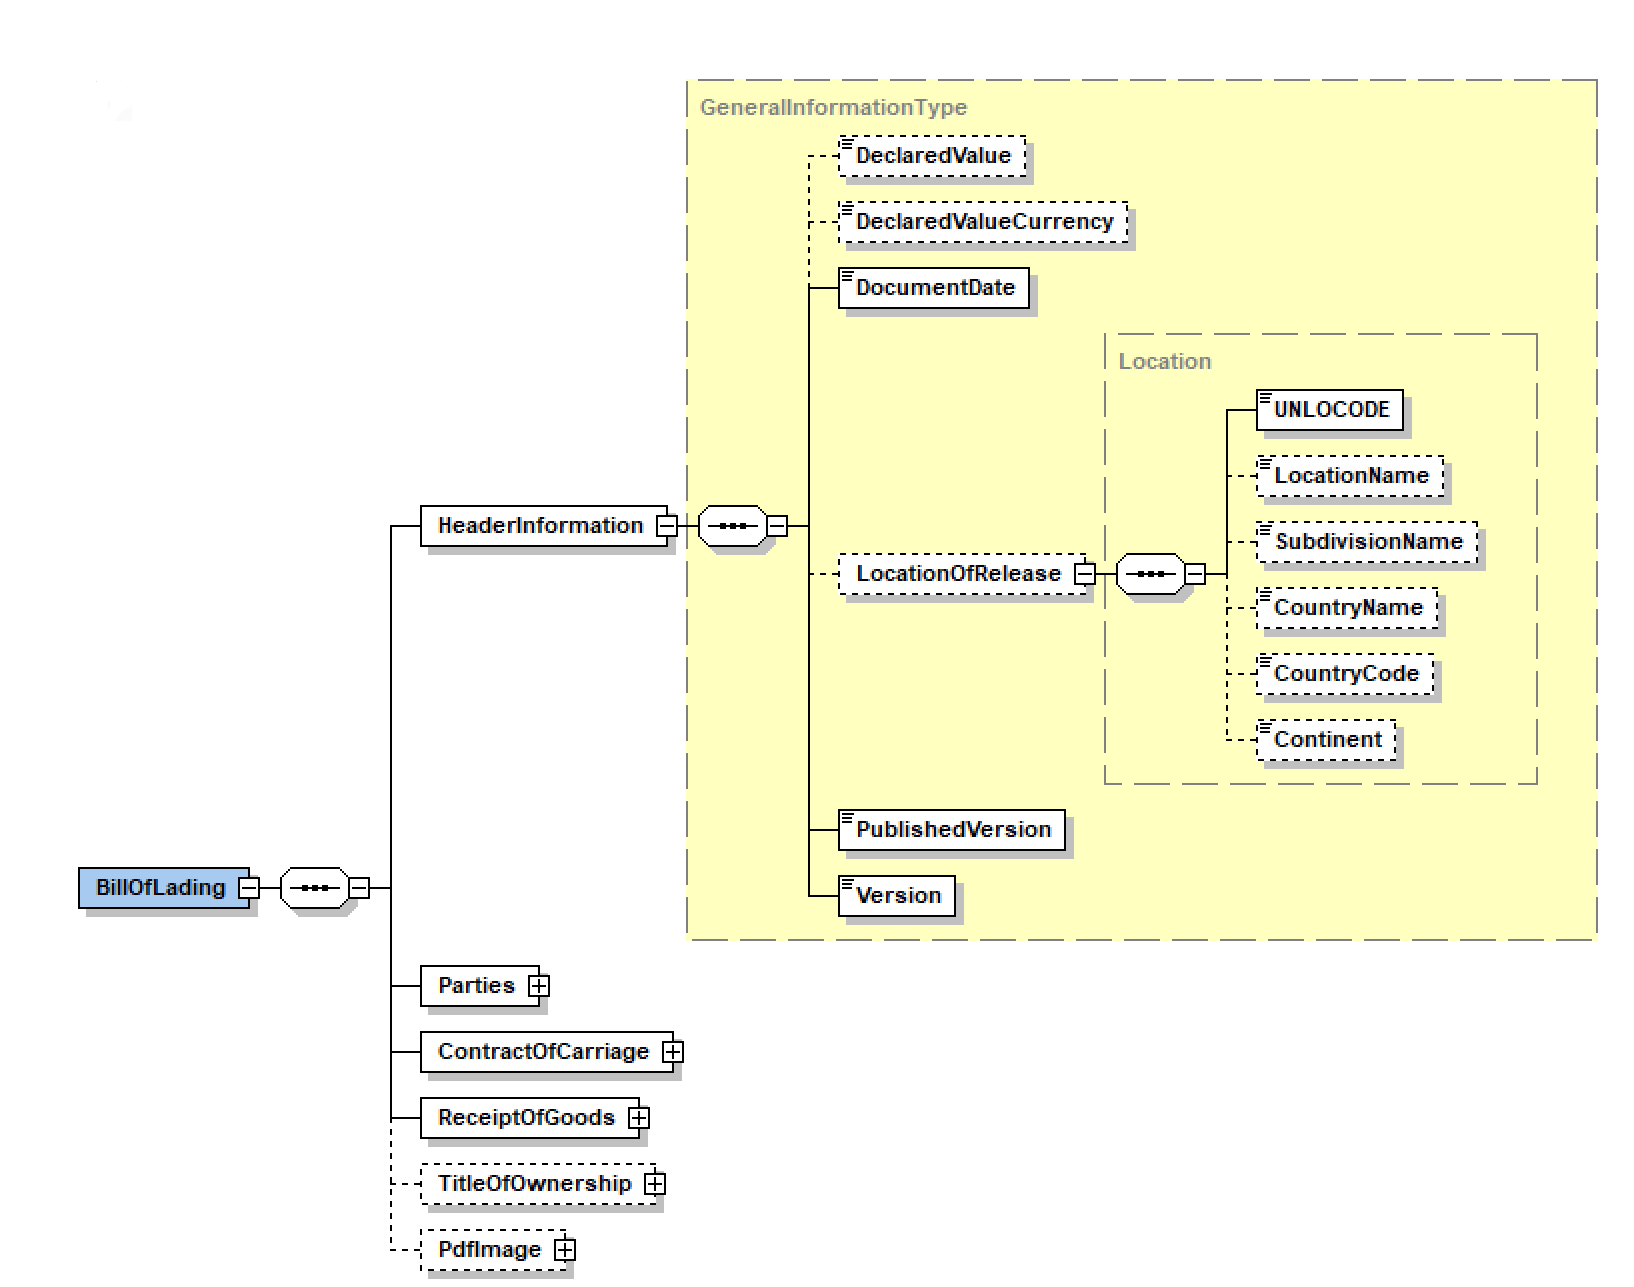 GeneralInformationType
DeclaredValue
DeclaredValueCurrency
DocumentDate
Location
UNLOCODE
LocationName
HeaderInformation
SubdivisionName
LocationOfRelease
CountryName
CountryCode
Continent
PublishedVersion
BillOfLading
Version
Parties
ContractOfCarriage
ReceiptOfGoods
TitleOfOwnership
PdfImage